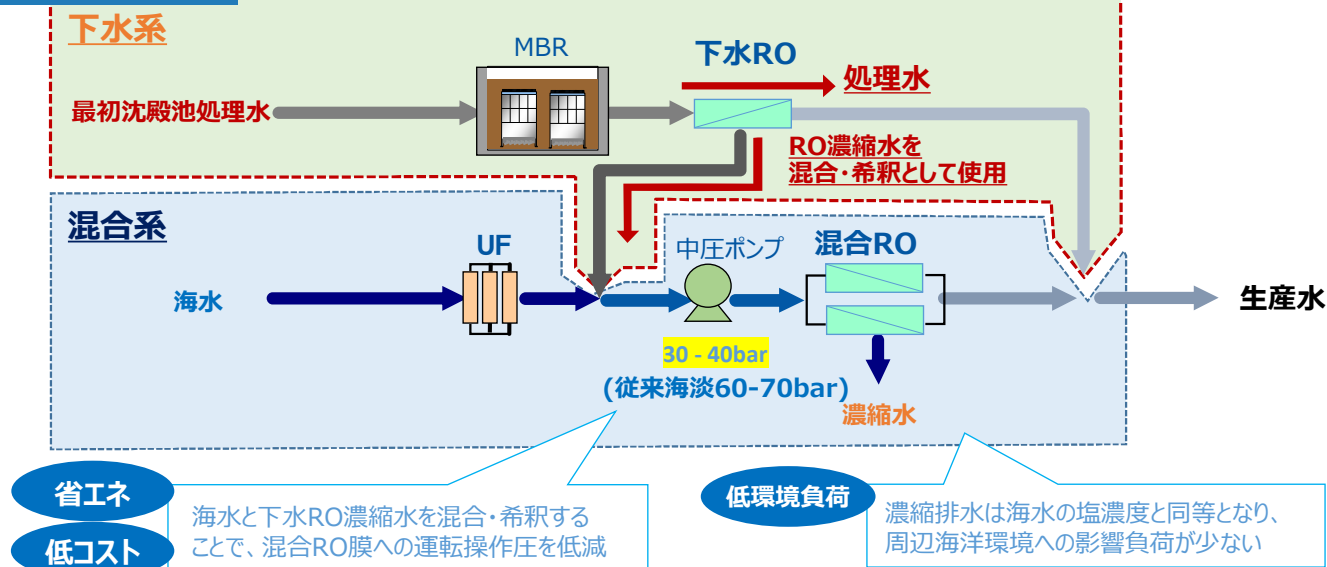 下水系
MBR
下水RO
処理水
最初沈殿池処理水
RO濃縮水を
混合・希釈として使用
混合系
UF
中圧ポンプ
混合RO
海水
生産水
30 - 40bar
(従来海淡60-70bar)
濃縮水
省エネ
低コスト
海水と下水RO濃縮水を混合・希釈する
ことで、混合RO膜への運転操作圧を低減
低環境負荷
濃縮排水は海水の塩濃度と同等となり、
周辺海洋環境への影響負荷が少ない